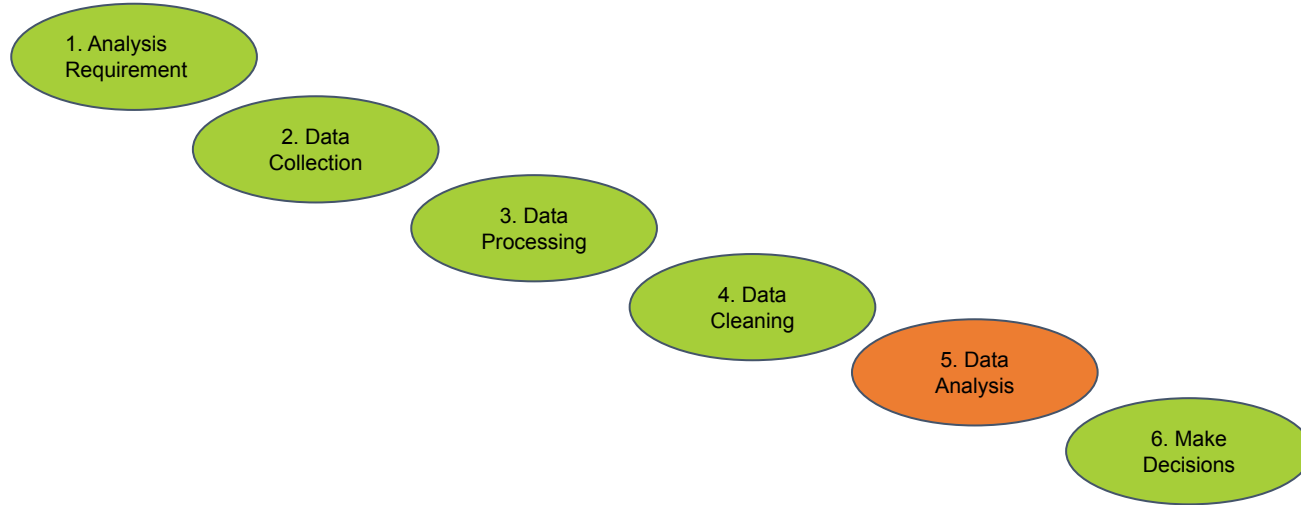 1. Analysis
Requirement
2. Data
Collection
3. Data
Processing
4. Data
Cleaning
5. Data
Analysis
6. Make
Decisions